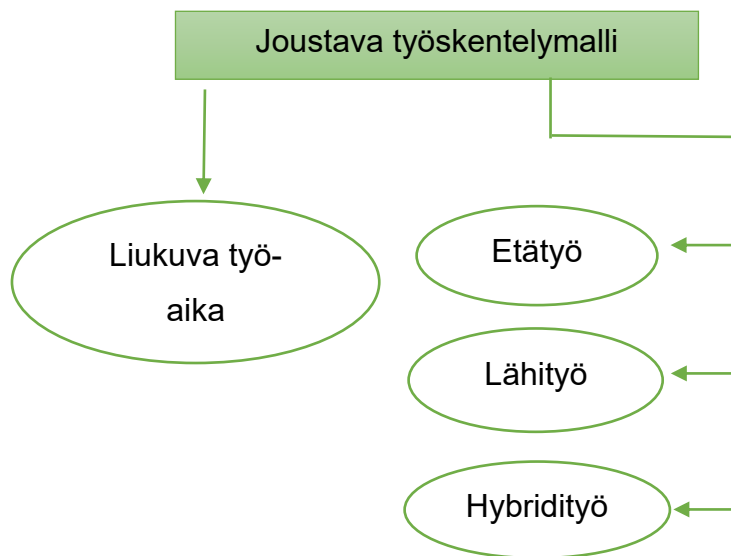 Joustava työskentelymalli
Liukuva työ-
aika
Etätyö
Lähityö
Hybridityö